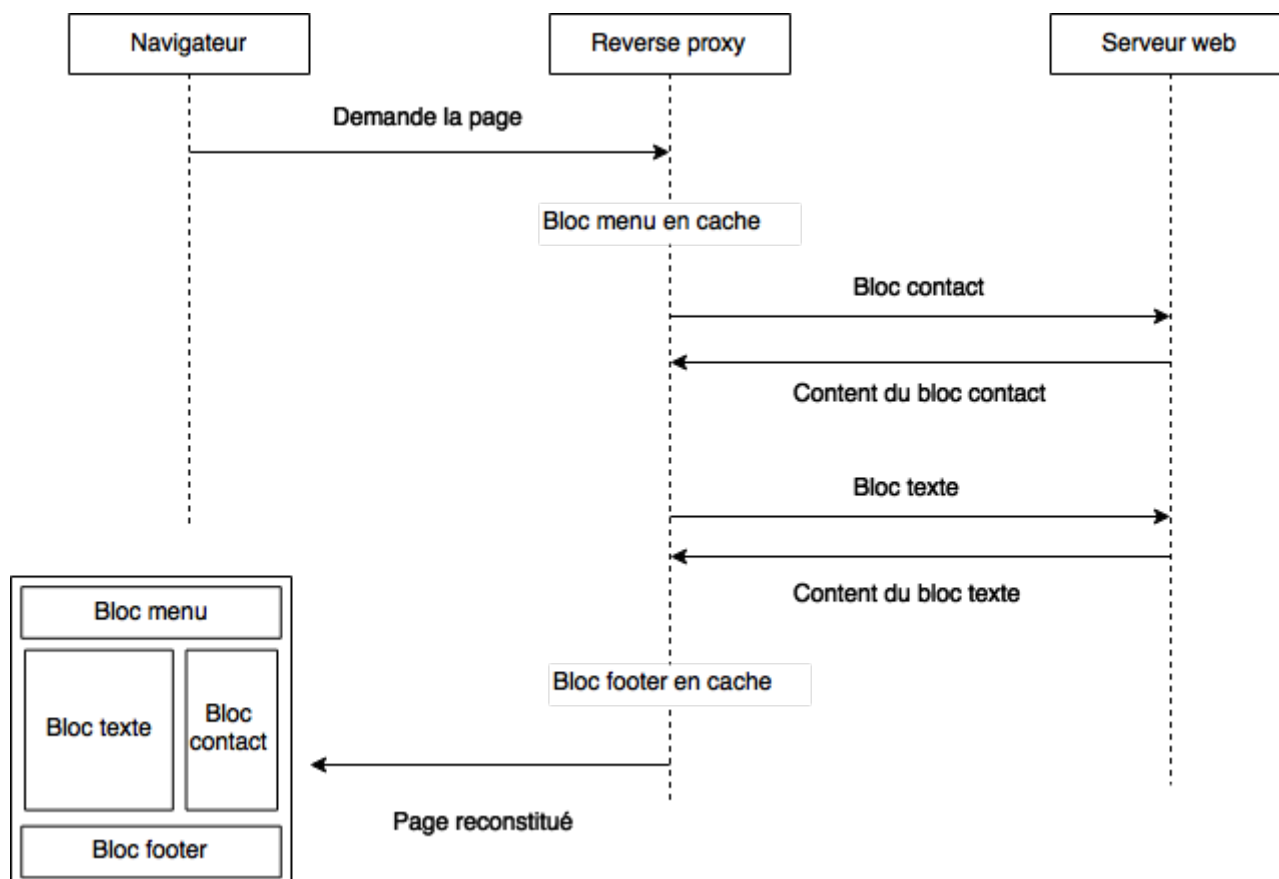 Navigateur
Reverse proxy
Serveur web
Demande la page
Bloc menu en cache
Bloc contact
Content du bloc contact
Bloc texte
Content du bloc texte
Bloc footer en cache
Page reconstitué
Bloc menu
Bloc texte
Bloc
contact
Bloc footer